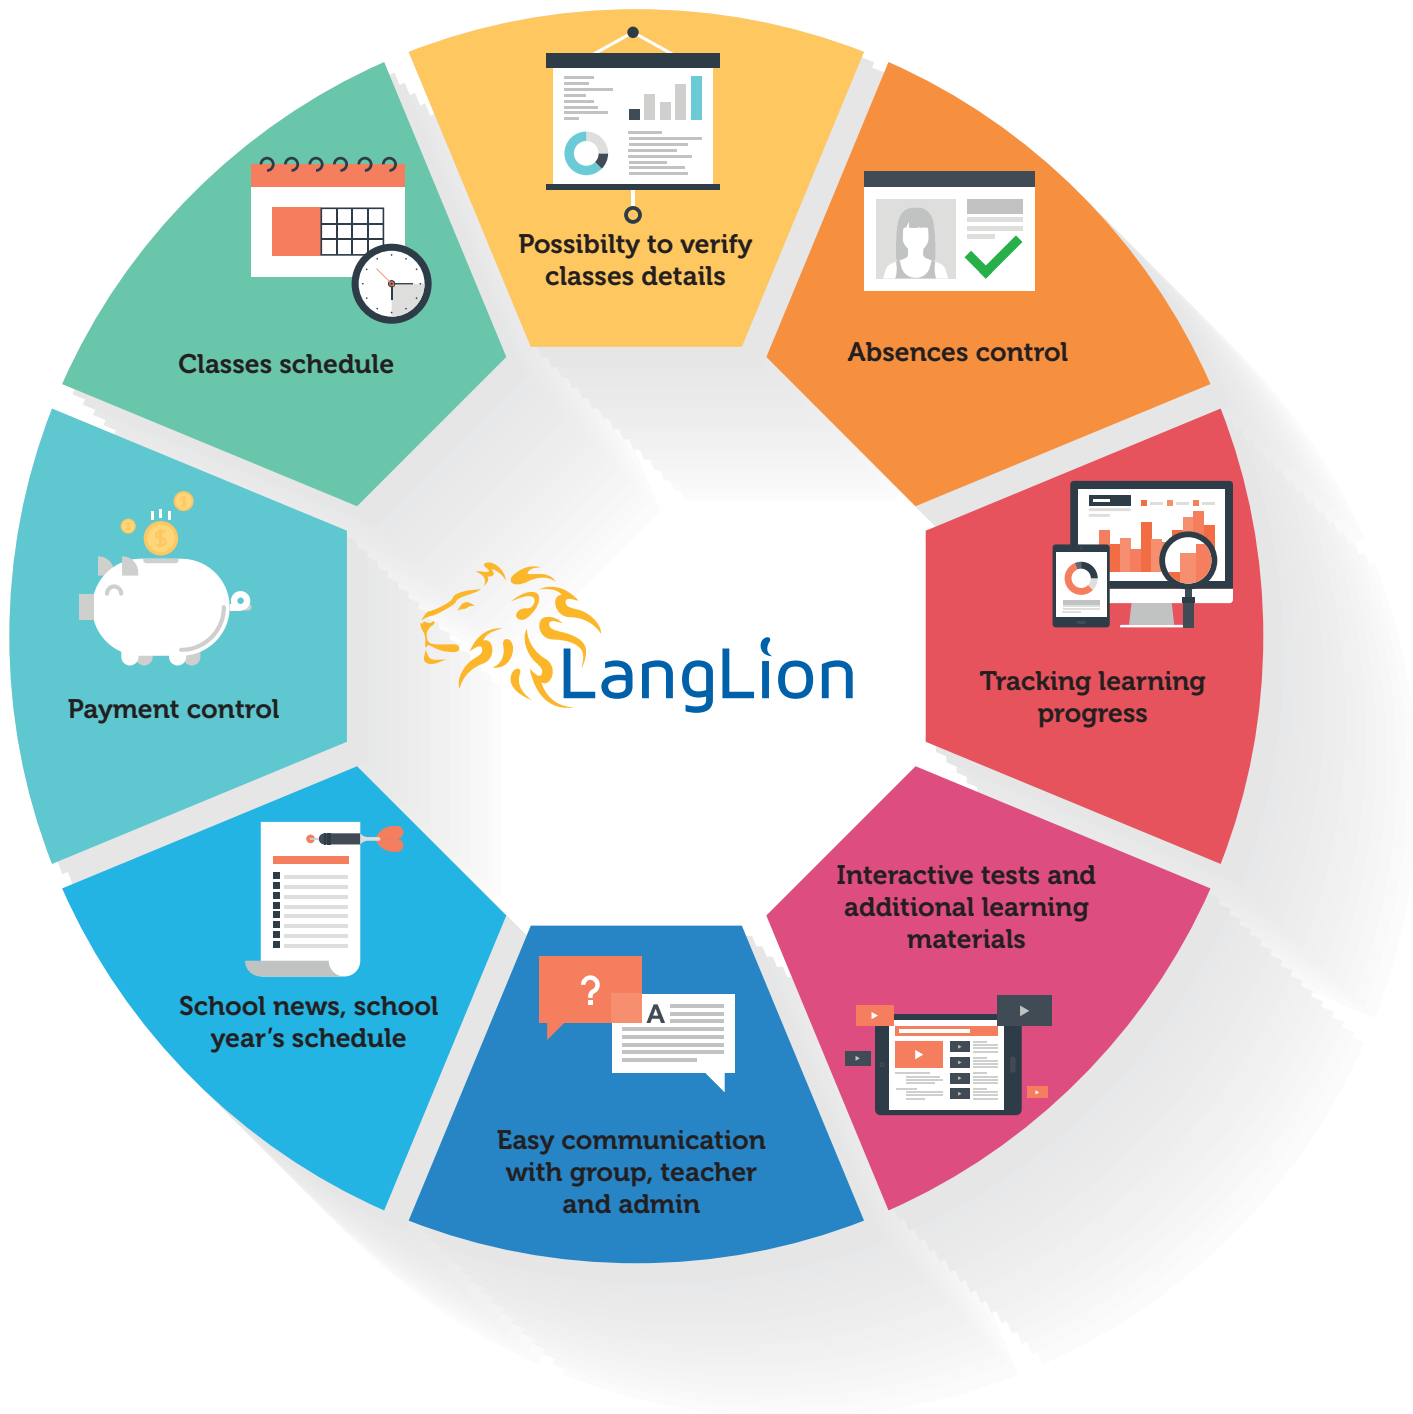 Possibilty to verify
classes details
Absences control
Tracking learning
progress
Interactive tests and
additional learning
materials
Easy communication
with group, teacher
and admin
?
A
School news, school
year’s schedule
Payment control
$
$
$
Classes schedule
LangLion